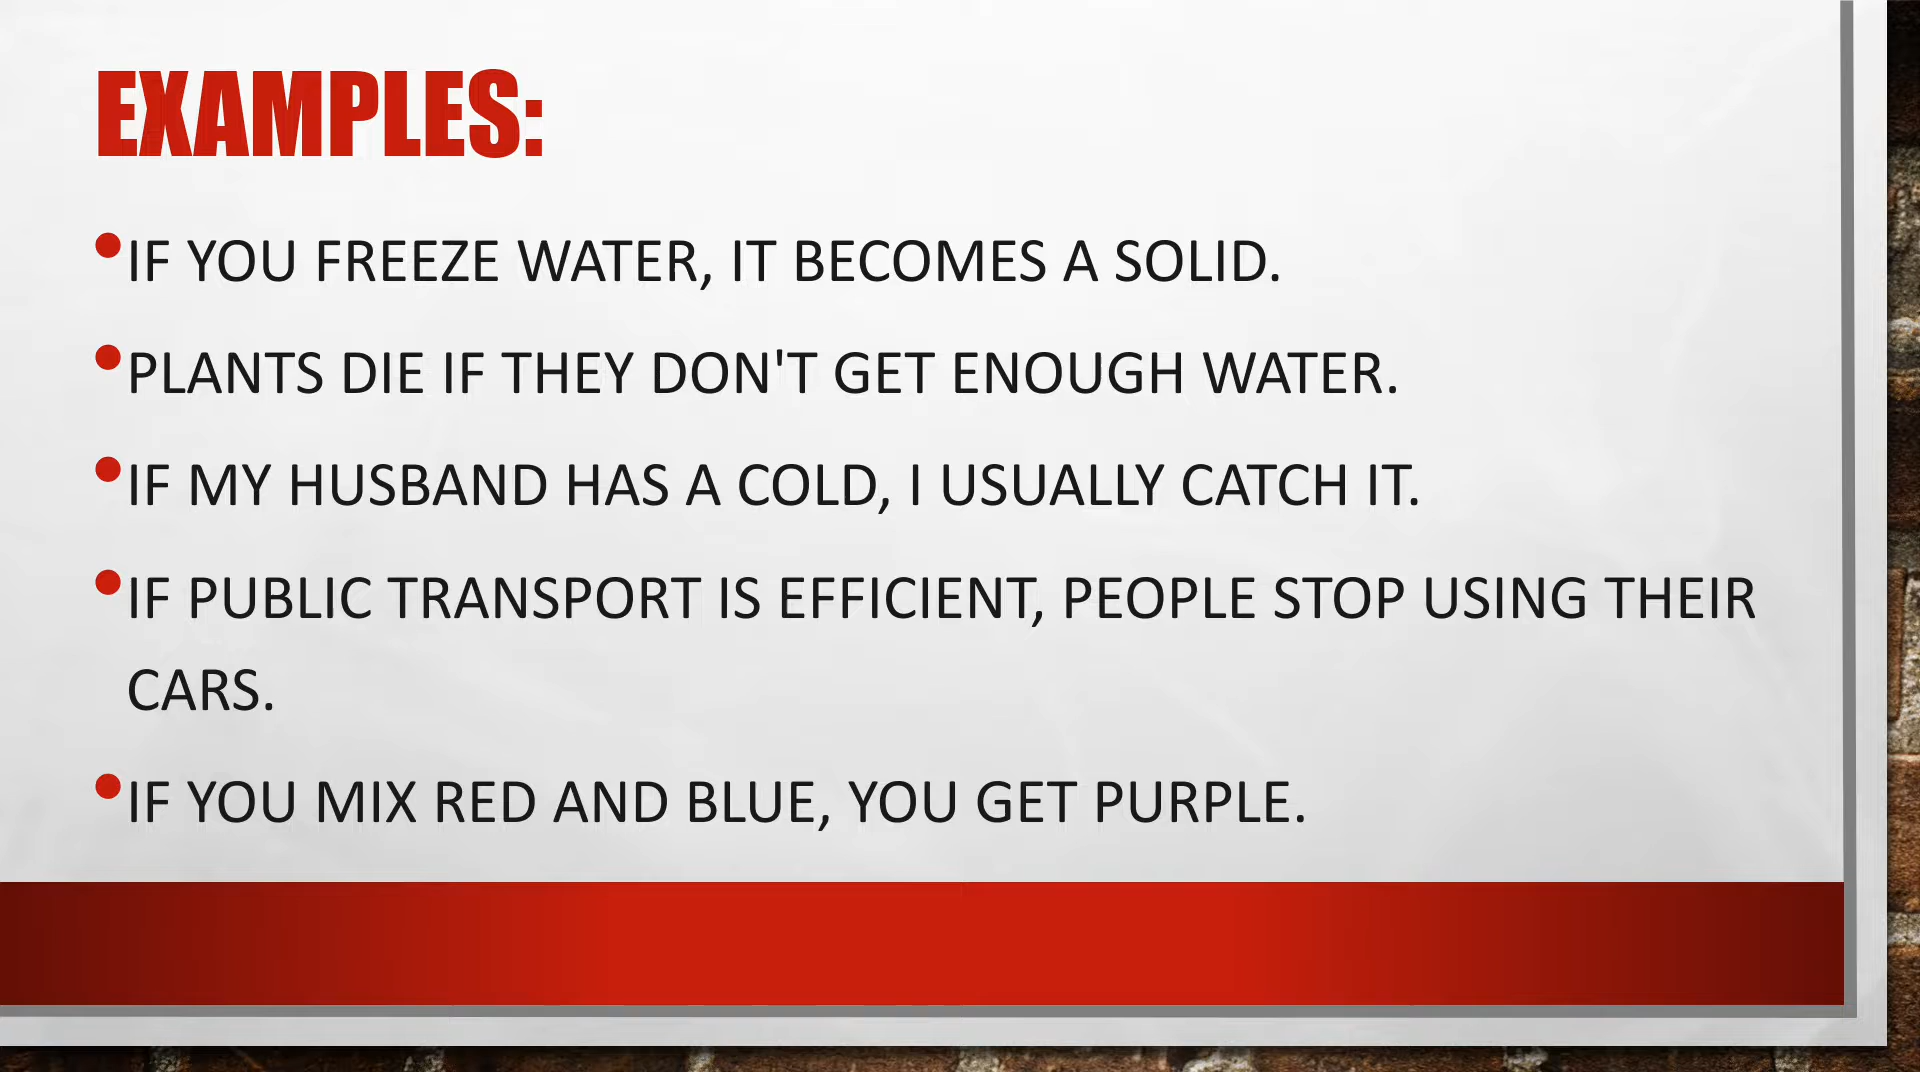 EXAMPLES:
•IF YOU FREEZE WATER, IT BECOMES A SOLID.
•PLANTS DIE IF THEY DON'T GET ENOUGH WATER.
•IF MY HUSBAND HAS A COLD, I USUALLY CATCH IT.
•IF PUBLIC TRANSPORT IS EFFICIENT, PEOPLE STOP USING THEIR
CARS.
•IF YOU MIX RED AND BLUE, YOU GET PURPLE.